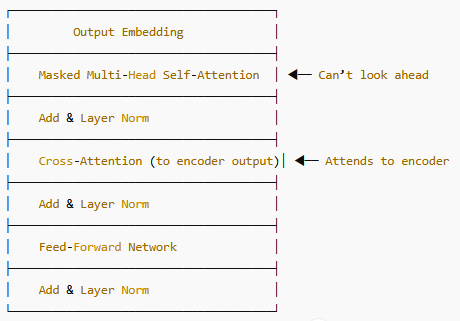 Output Embedding
Masked Multi-Head Self-Attention ◀── Can’t look ahead
Add & Layer Norm
Cross-Attention (to encoder output) ◀── Attends to encoder
Add & Layer Norm
Feed-Forward Network
Add & Layer Norm